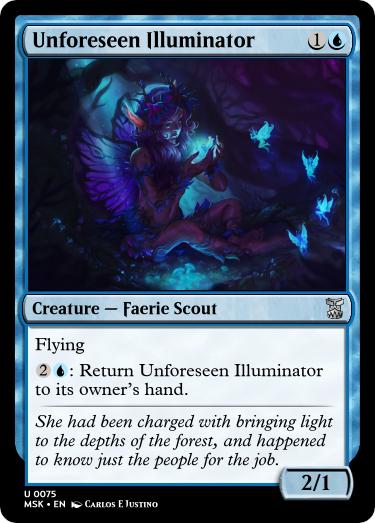 Unforeseen Illuminator 1
Creature — Faerie Scout
Flying
2: Return Unforeseen Illuminator
to its owner's hand.
She had been charged with bringing light
to the depths of the forest, and happened
to know just the people for the job.
2/1
U 0075
MSK • EN Carlos F. Justino